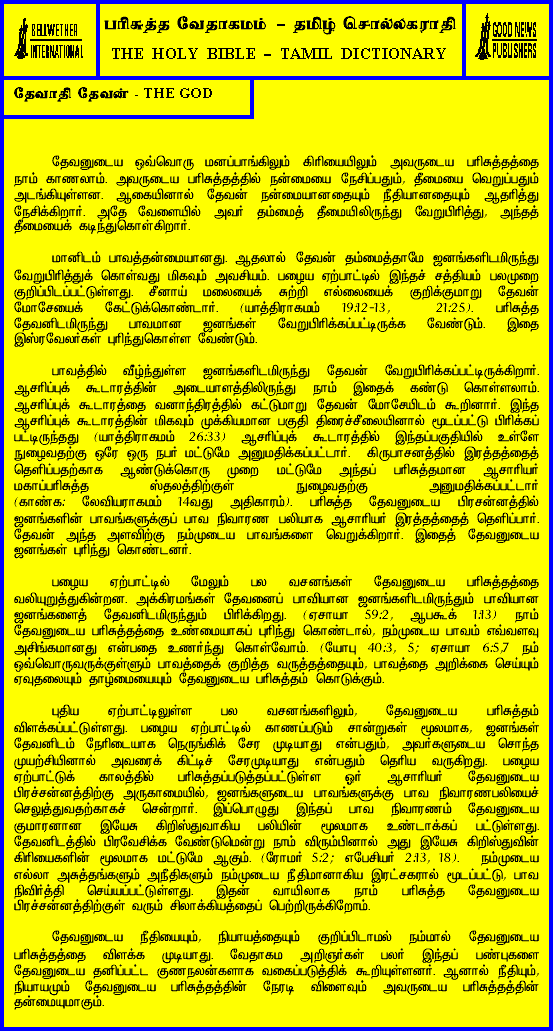 BELLWETHER
INTERNATIONAL
பரிசுத்த வேதாகமம் – தமிழ் சொல்லகராதி
THE HOLY BIBLE – TAMIL DICTIONARY
GOOD NEWS
PUBLISHERS
தேவாதி தேவன் - THE GOD
தேவனுடைய ஒவ்வொரு மனப்பாங்கிலும் கிரியையிலும் அவருடைய பரிசுத்தத்தை
நாம் காணலாம். அவருடைய பரிசுத்தத்தில் நன்மையை நேசிப்பதும், தீமையை வெறுப்பதும்
அடங்கியுள்ளன. ஆகையினால் தேவன் நன்மையானதையும் நீதியானதையும் ஆதரித்து
நேசிக்கிறார். அதே வேளையில் அவர் தம்மைத் தீமையிலிருந்து வேறுபிரித்து, அந்தத்
தீமையைக் கடிந்துகொள்கிறார்.
மானிடம் பாவத்தன்மையானது. ஆதலால் தேவன் தம்மைத்தாமே ஜனங்களிடமிருந்து
வேறுபிரித்துக் கொள்வது மிகவும் அவசியம். பழைய ஏற்பாட்டில் இந்தச் சத்தியம் பலமுறை
குறிப்பிடப்பட்டுள்ளது. சீனாய் மலையைச் சுற்றி எல்லையைக் குறிக்குமாறு தேவன்
மோசேயைக் கேட்டுக்கொண்டார். (யாத்திராகமம் 19:12-13, 21:25). பரிசுத்த
தேவனிடமிருந்து பாவமான ஜனங்கள் வேறுபிரிக்கப்பட்டிருக்க வேண்டும். இதை
இஸ்ரவேலர்கள் புரிந்துகொள்ள வேண்டும்.
பாவத்தில் வீழ்ந்துள்ள ஜனங்களிடமிருந்து தேவன் வேறுபிரிக்கப்பட்டிருக்கிறார்.
ஆசரிப்புக் கூடாரத்தின் அடையாளத்திலிருந்து நாம் இதைக் கண்டு கொள்ளலாம்.
ஆசரிப்புக் கூடாரத்தை வனாந்திரத்தில் கட்டுமாறு தேவன் மோசேயிடம் கூறினார். இந்த
ஆசரிப்புக் கூடாரத்தின் மிகவும் முக்கியமான பகுதி திரைச்சீலையினால் மூடப்பட்டு பிரிக்கப்
பட்டிருந்தது (யாத்திராகமம் 26:33) ஆசரிப்புக் கூடாரத்தில் இந்தப்பகுதியில் உள்ளே
நுழைவதற்கு ஒரே ஒரு நபர் மட்டுமே அனுமதிக்கப்பட்டார். கிருபாசனத்தில் இரத்தத்தைத்
தெளிப்பதற்காக ஆண்டுக்கொரு முறை மட்டுமே அந்தப் பரிசுத்தமான ஆசாரியர்
மகாப்பரிசுத்த ஸ்தலத்திற்குள் நுழைவதற்கு அனுமதிக்கப்பட்டார்
(காண்க: லேவியராகமம் 14வது அதிகாரம்). பரிசுத்த தேவனுடைய பிரசன்னத்தில்
ஜனங்களின் பாவங்களுக்குப் பாவ நிவாரண பலியாக ஆசாரியர் இரத்தத்தைத் தெளிப்பார்.
தேவன் அந்த அளவிற்கு நம்முடைய பாவங்களை வெறுக்கிறார். இதைத் தேவனுடைய
ஜனங்கள் புரிந்து கொண்டனர்.
பழைய ஏற்பாட்டில் மேலும் பல வசனங்கள் தேவனுடைய பரிசுத்தத்தை
வலியுறுத்துகின்றன. அக்கிரமங்கள் தேவனைப் பாவியான ஜனங்களிடமிருந்தும் பாவியான
ஜனங்களைத் தேவனிடமிருந்தும் பிரிக்கிறது. (ஏசாயா 59:2, ஆபகூக் 1:13) நாம்
தேவனுடைய பரிசுத்தத்தை உண்மையாகப் புரிந்து கொண்டால், நம்முடைய பாவம் எவ்வளவு
அசிங்கமானது என்பதை உணர்ந்து கொள்வோம். (யோபு 40:3, 5; ஏசாயா 6:5,7 நம்
ஒவ்வொருவருக்குள்ளும் பாவத்தைக் குறித்த வருத்தத்தையும், பாவத்தை அறிக்கை செய்யும்
ஏவுதலையும் தாழ்மையையும் தேவனுடைய பரிசுத்தம் கொடுக்கும்.
புதிய ஏற்பாட்டிலுள்ள பல வசனங்களிலும், தேவனுடைய பரிசுத்தம்
விளக்கப்பட்டுள்ளது. பழைய ஏற்பாட்டில் காணப்படும் சான்றுகள் மூலமாக, ஜனங்கள்
தேவனிடம் நேரிடையாக நெருங்கிக் சேர முடியாது என்பதும், அவர்களுடைய சொந்த
முயற்சியினால் அவரைக் கிட்டிச் சேரமுடியாது என்பதும் தெரிய வருகிறது. பழைய
ஏற்பாட்டுக் காலத்தில் பரிசுத்தப்படுத்தப்பட்டுள்ள ஓர் ஆசாரியர் தேவனுடைய
பிரச்சன்னத்திற்கு அருகாமையில், ஜனங்களுடைய பாவங்களுக்கு பாவ நிவாரணபலியைச்
செலுத்துவதற்காகச் சென்றார். இப்பொழுது இந்தப் பாவ நிவாரணம் தேவனுடைய
குமாரனான இயேசு கிறிஸ்துவாகிய பலியின் மூலமாக உண்டாக்கப் பட்டுள்ளது.
தேவனிடத்தில் பிரவேசிக்க வேண்டுமென்று நாம் விரும்பினால் அது இயேசு கிறிஸ்துவின்
கிரியைகளின் மூலமாக மட்டுமே ஆகும். (ரோமர் 5:2; எபேசியர் 2:13, 18). நம்முடைய
எல்லா அசுத்தங்களும் அநீதிகளும் நம்முடைய நீதிமானாகிய இரட்சகரால் மூடப்பட்டு, பாவ
நிவிர்த்தி செய்யப்பட்டுள்ளது. இதன் வாயிலாக நாம் பரிசுத்த தேவனுடைய
பிரச்சன்னத்திற்குள் வரும் சிலாக்கியத்தைப் பெற்றிருக்கிறோம்.
தேவனுடைய நீதியையும், நியாயத்தையும் குறிப்பிடாமல் நம்மால் தேவனுடைய
பரிசுத்தத்தை விளக்க முடியாது. வேதாகம அறிஞர்கள் பலர் இந்தப் பண்புகளை
தேவனுடைய தனிப்பட்ட குணநலன்களாக வகைப்படுத்திக் கூறியுள்ளனர். ஆனால் நீதியும்,
நியாயமும் தேவனுடைய பரிசுத்தத்தின் நேரடி விளைவும் அவருடைய பரிசுத்தத்தின்
தன்மையுமாகும்.